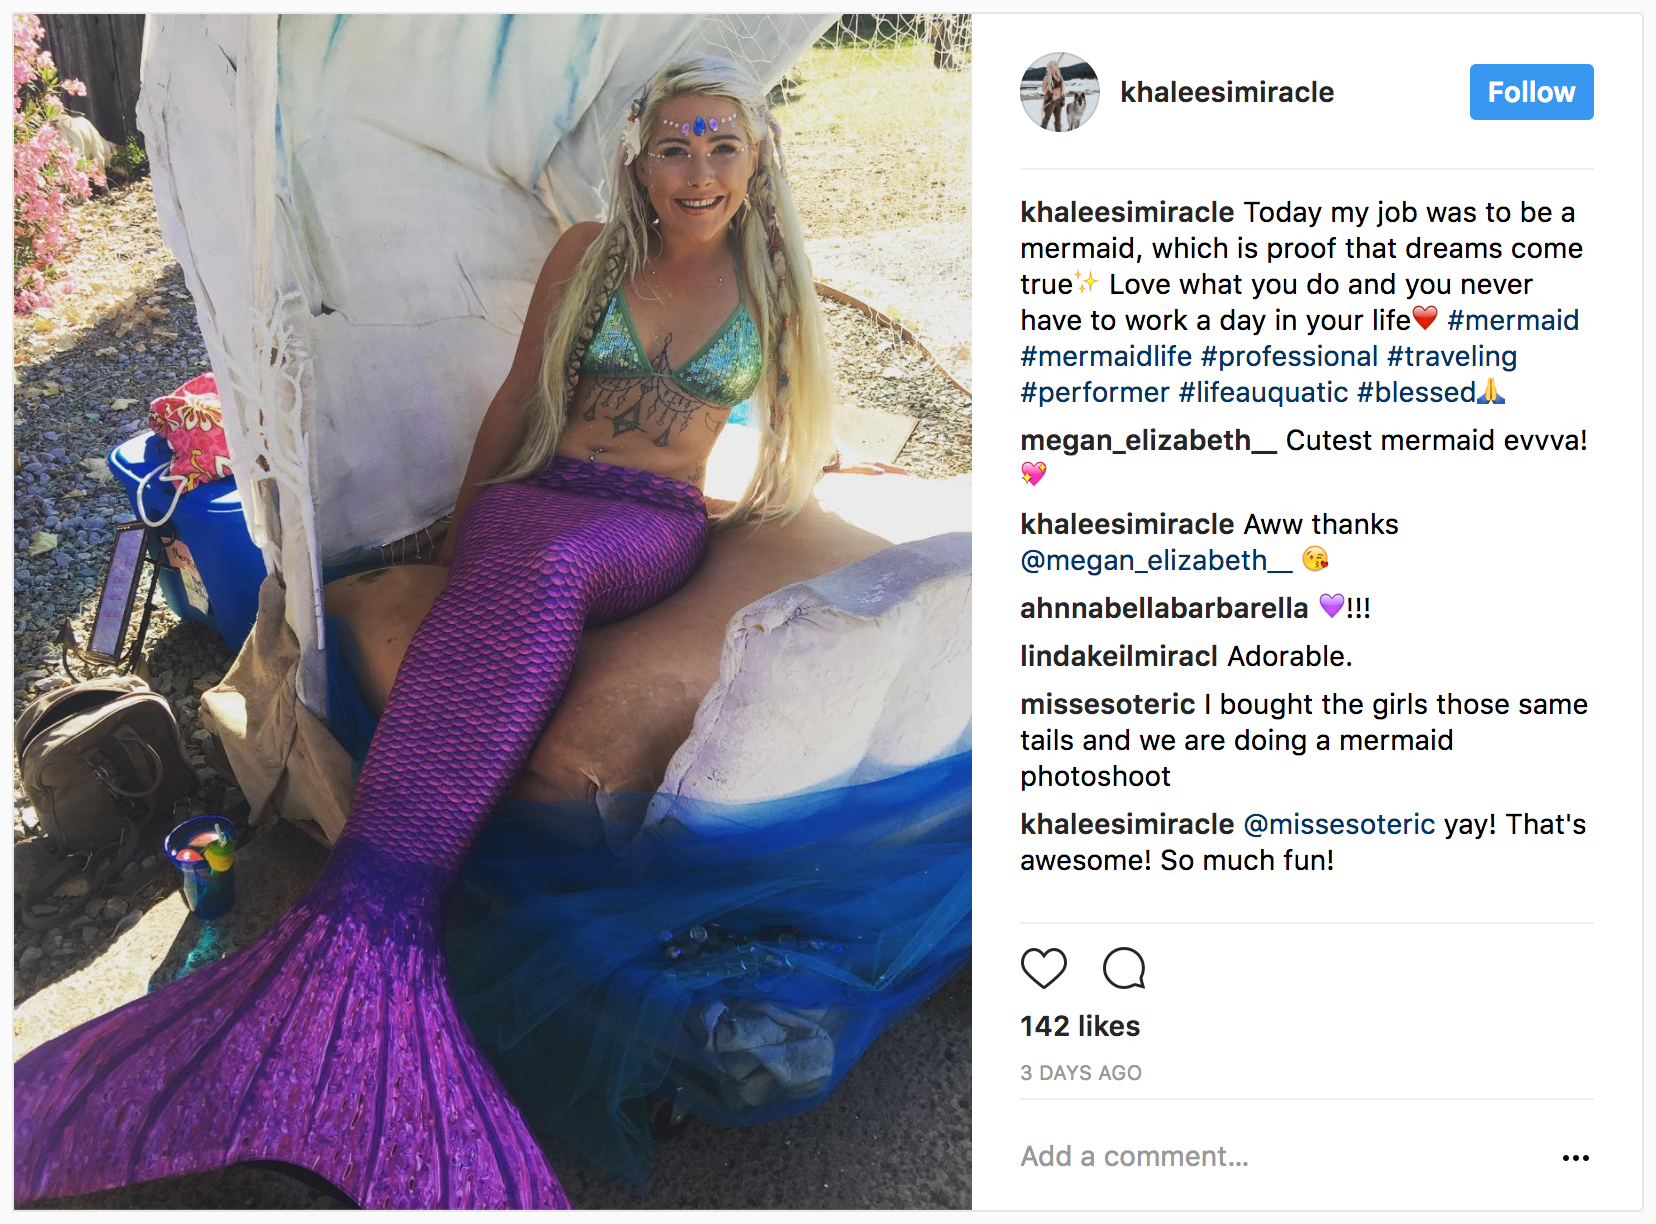 khaleesimiracle
Follow
khaleesimiracle Today my job was to be a
mermaid, which is proof that dreams come
true✨ Love what you do and you never
have to work a day in your life❤️ #mermaid
#mermaidlife #professional #traveling
#performer #lifeauquatic #blessed🙏
megan_elizabeth__ Cutest mermaid evvva!
💖
khaleesimiracle Aww thanks
@megan_elizabeth__ 😘
ahnnabellabarbarella 💜!!!
lindakeilmiracl Adorable.
missesoteric I bought the girls those same
tails and we are doing a mermaid
photoshoot
khaleesimiracle @missesoteric yay! That's
awesome! So much fun!
142 likes
3 DAYS AGO
Add a comment...